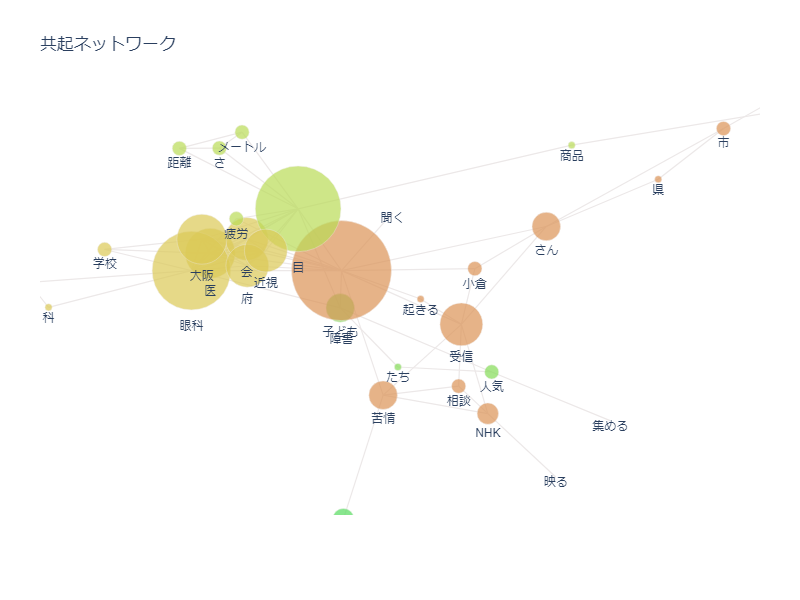 共起ネットワーク
市
メートル
商品
距離
さ
県
聞く
疲労
さん
学校
目
会
大阪
近視
小倉
医
府
起きる
科
眼科
子ども
障害
受信
たち
人気
相談
苦情
集める
NHK
映る